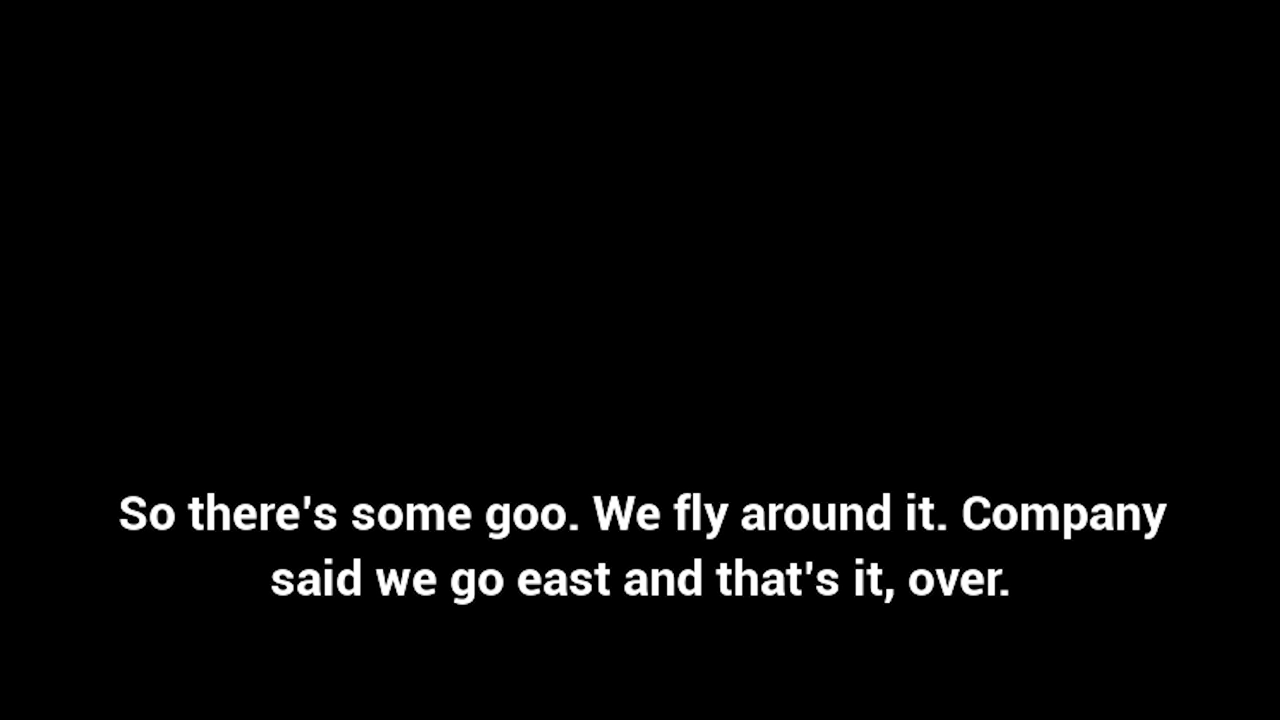 So there's some goo. We fly around it. Company
said we go east and that's it, over.